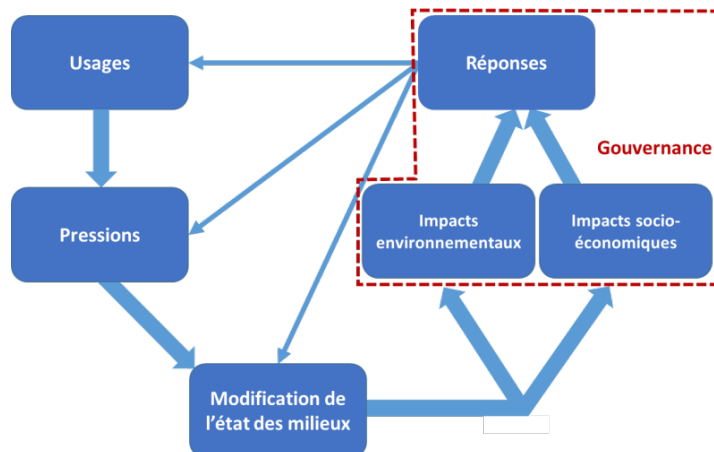 Usages
Réponses
Gouvernance
Pressions
Impacts
environnementaux
Impacts socio-
économiques
Modification de
l'état des milieux